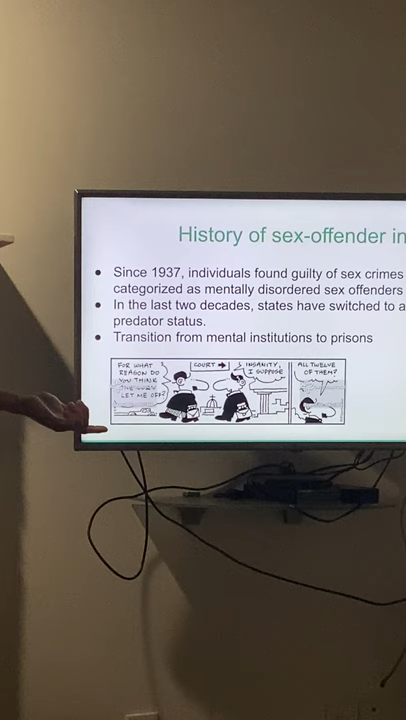 History of sex-offender in
• Since 1937, individuals found guilty of sex crimes
categorized as mentally disordered sex offenders
• In the last two decades, states have switched to a
predator status.
• Transition from mental institutions to prisons
FOR WHAT
REASON DO
YOU THINK
LET ME OFF?
COURT
INSANITY,
I SUPPOSE
ALL TWELVE
OF THEM?